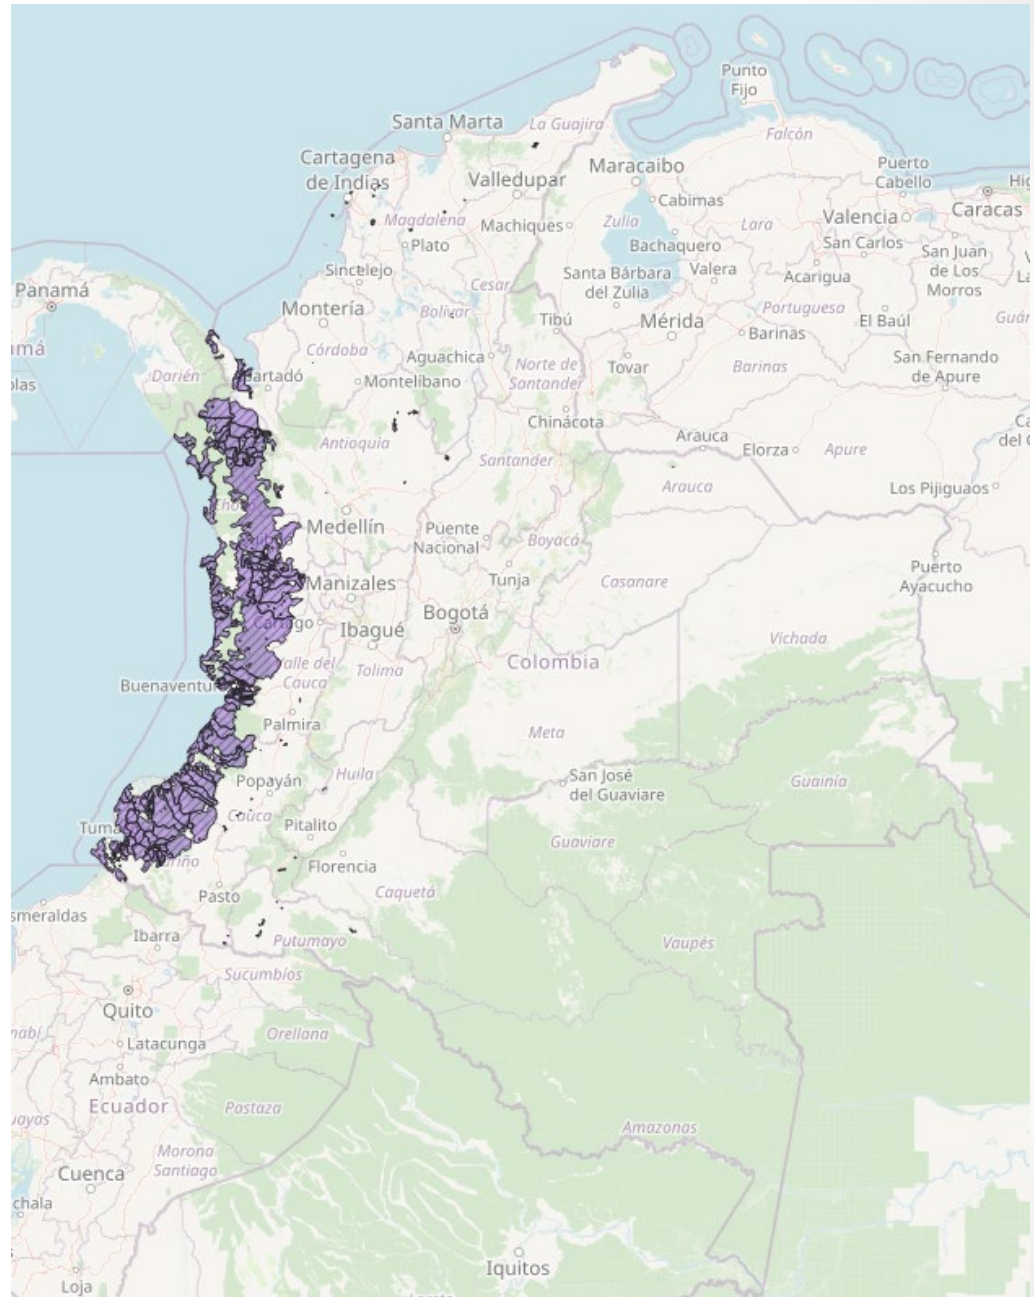 Punto
Fijo
Santa Marta
La Guajira
Falcón
Cartagena
de Indias
Maracaibo
Puerto
Cabello
Valledupar
Cabimas
Caracas
Magdalena
Machiques
Zulia
Lara
Valencia
Plato
Bachaquero
San Carlos
San Juan
de Los
Morros
Sincelejo
Cesar
Santa Bárbara
del Zulia
Valera
Acarigua
Panamá
Montería
Bolívar
Portuguesa
Tibú
Mérida
Barinas
El Baúl
Córdoba
Aguachica
Norte de
Santander
Tovar
Barinas
San Fernando
de Apure
Darién
Montelíbano
Chinácota
Antioquia
Arauca
Elorza
Apure
Santander
Arauca
Los Pijiguaos
Medellín
Puente
Nacional
Boyacá
Manizales
Tunja
Casanare
Puerto
Ayacucho
Bogotá
Ibagué
Vichada
Colombia
Valle del
Cauca
Tolima
Palmira
Meta
Popayán
Huila
San José
del Guaviare
Guainía
Cauca
Pitalito
Guaviare
Florencia
Pasto
Caquetá
Ibarra
Putumayo
Vaupés
Sucumbíos
Quito
Orellana
Latacunga
Ambato
Ecuador
Pastaza
Amazonas
Morona
Santiago
Cuenca
Iquitos
Loja